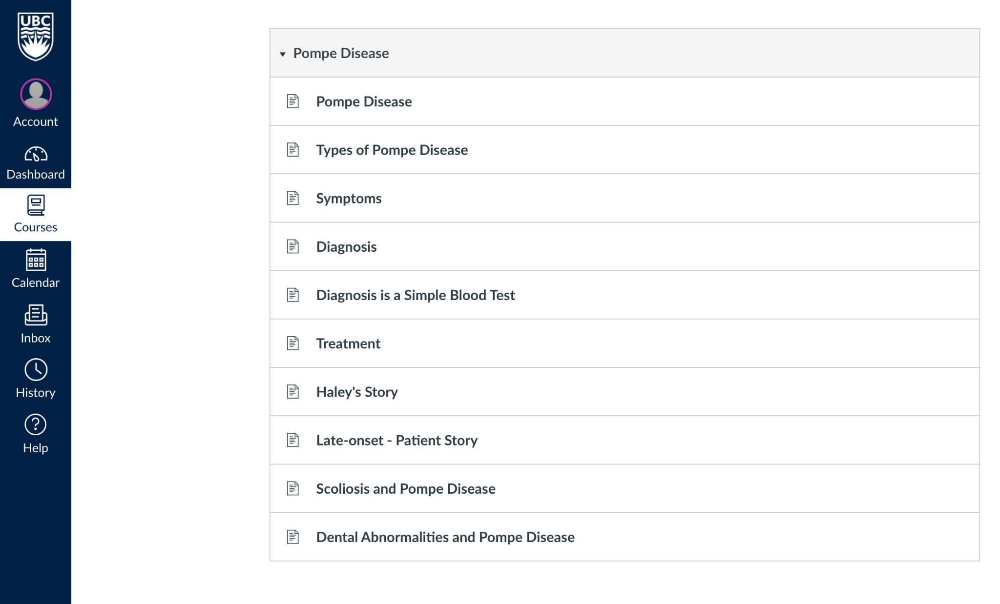 UBC
Account
Dashboard
Courses
Calendar
Inbox
History
Help
Pompe Disease
Pompe Disease
Types of Pompe Disease
Symptoms
Diagnosis
Diagnosis is a Simple Blood Test
Treatment
Haley's Story
Late-onset - Patient Story
Scoliosis and Pompe Disease
Dental Abnormalities and Pompe Disease